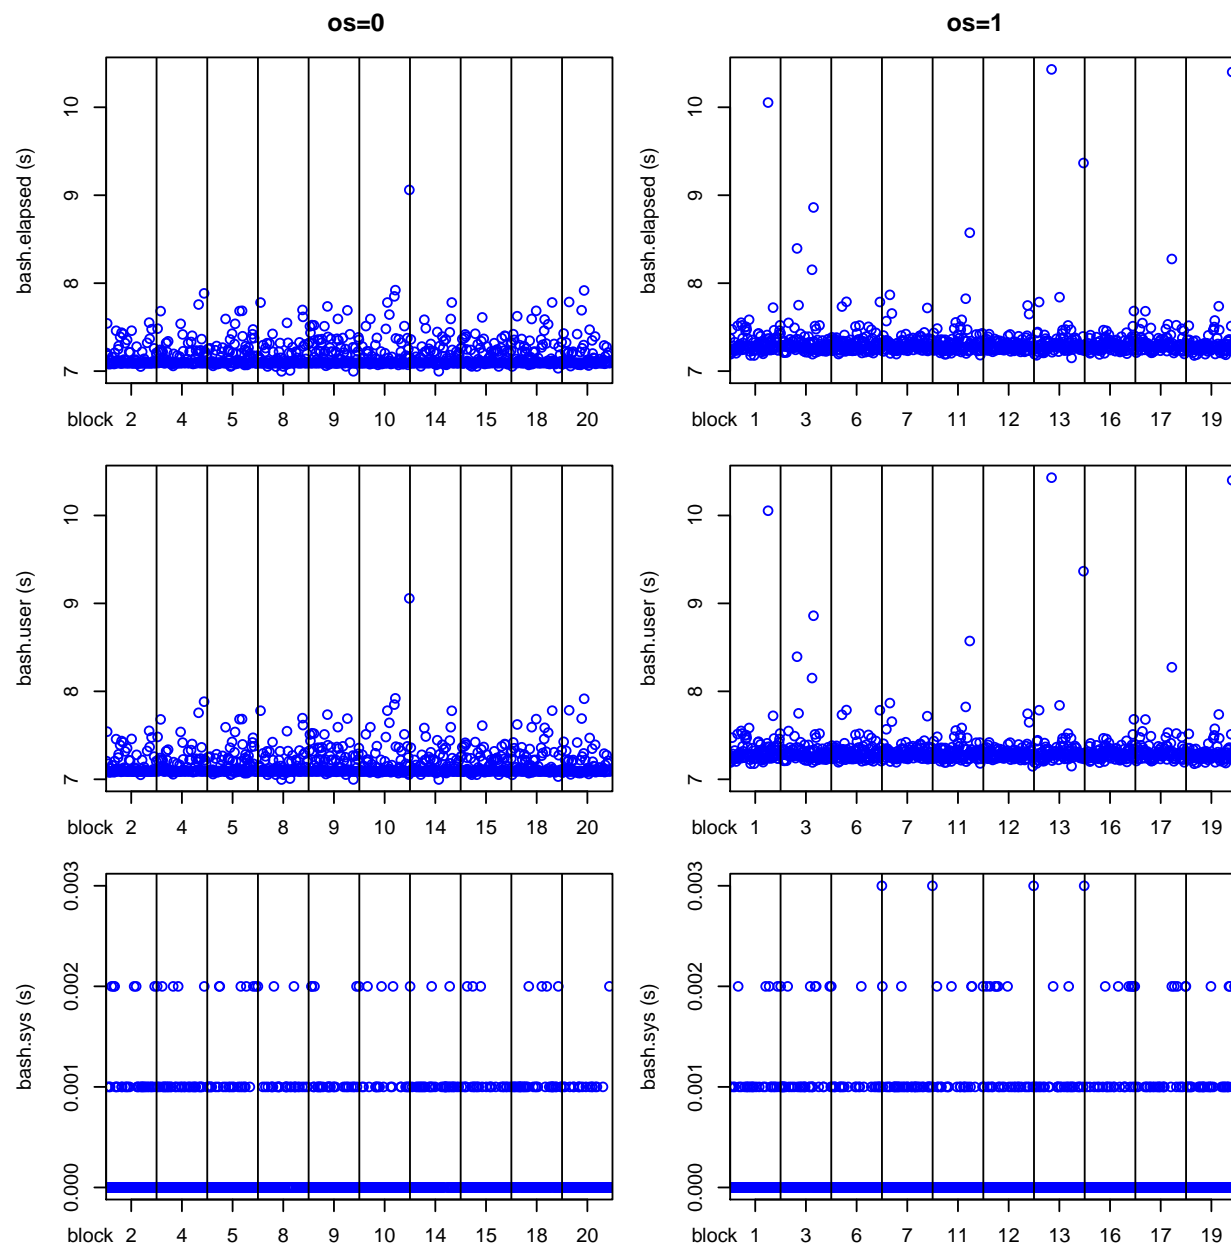 os=0 os=1
bash.elapsed (s)
7 8 9 10
block 2 4 5 8 9 10 14 15 18 20
bash.elapsed (s)
7 8 9 10
block 1 3 6 7 11 12 13 16 17 19
bash.user (s)
7 8 9 10
block 2 4 5 8 9 10 14 15 18 20
bash.user (s)
7 8 9 10
block 1 3 6 7 11 12 13 16 17 19
bash.sys (s)
0.000 0.001 0.002 0.003
block 2 4 5 8 9 10 14 15 18 20
bash.sys (s)
0.000 0.001 0.002 0.003
block 1 3 6 7 11 12 13 16 17 19